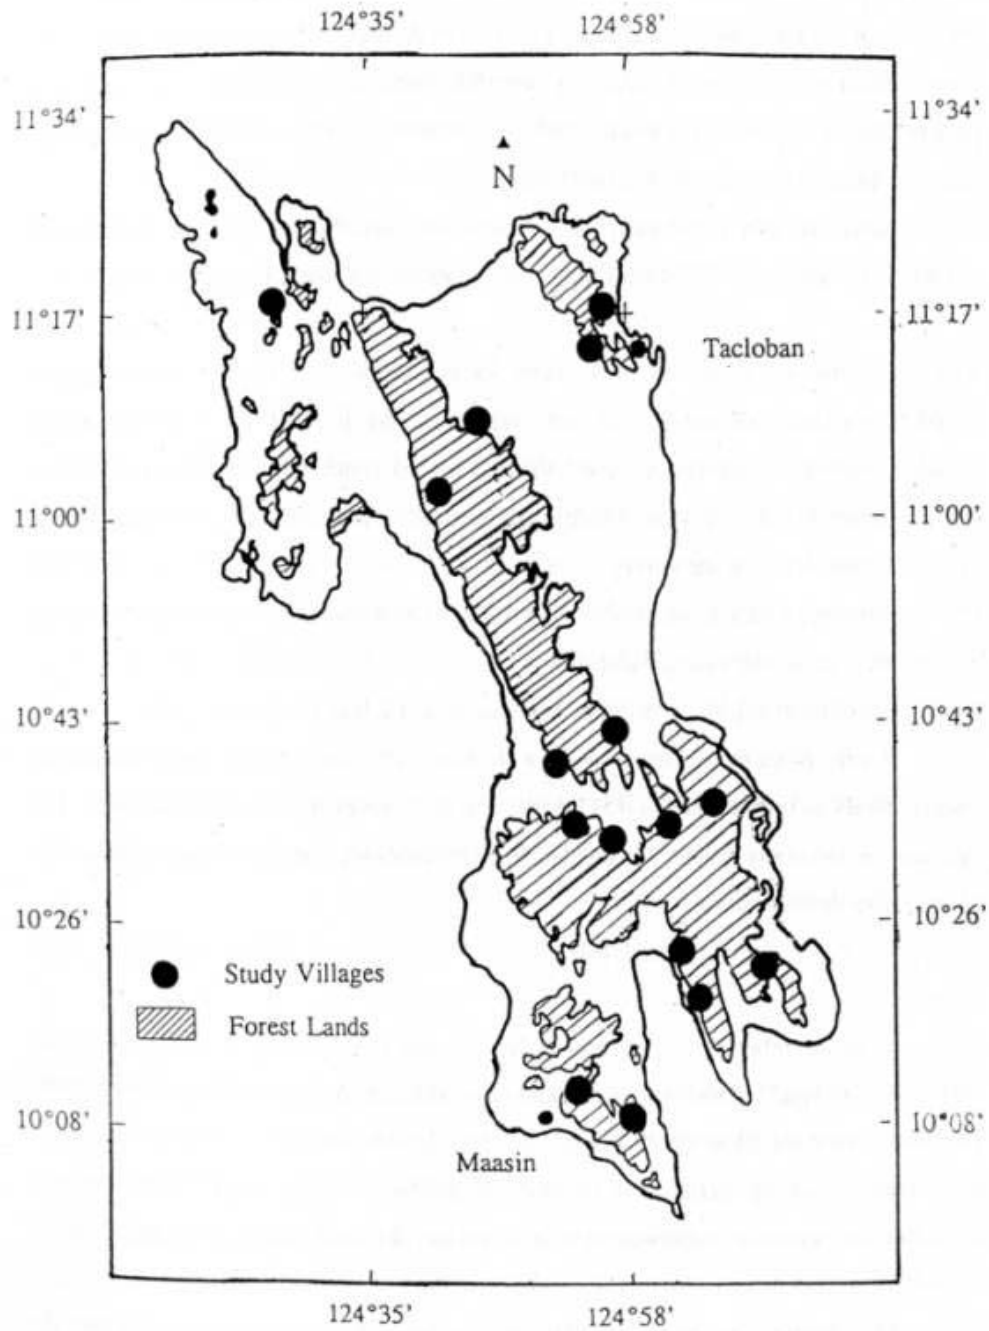 124°35' 124°58'
11°34' 11°34'
N
11°17' 11°17'
Tacloban
11°00' 11°00'
10°43' 10°43'
10°26' 10°26'
Study Villages
Forest Lands
10°08' 10°08'
Maasin
124°35' 124°58'